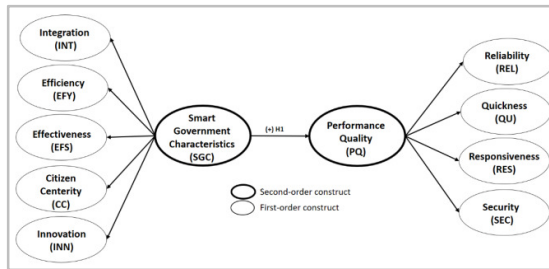 Integration
(INT)
Efficiency
(EFY)
Effectiveness
(EFS)
Citizen
Centerity
(CC)
Innovation
(INN)
Smart
Government
Characteristics
(SGC)
(+) H1
Performance
Quality
(PQ)
Reliability
(REL)
Quickness
(QU)
Responsiveness
(RES)
Security
(SEC)
Second-order construct
First-order construct